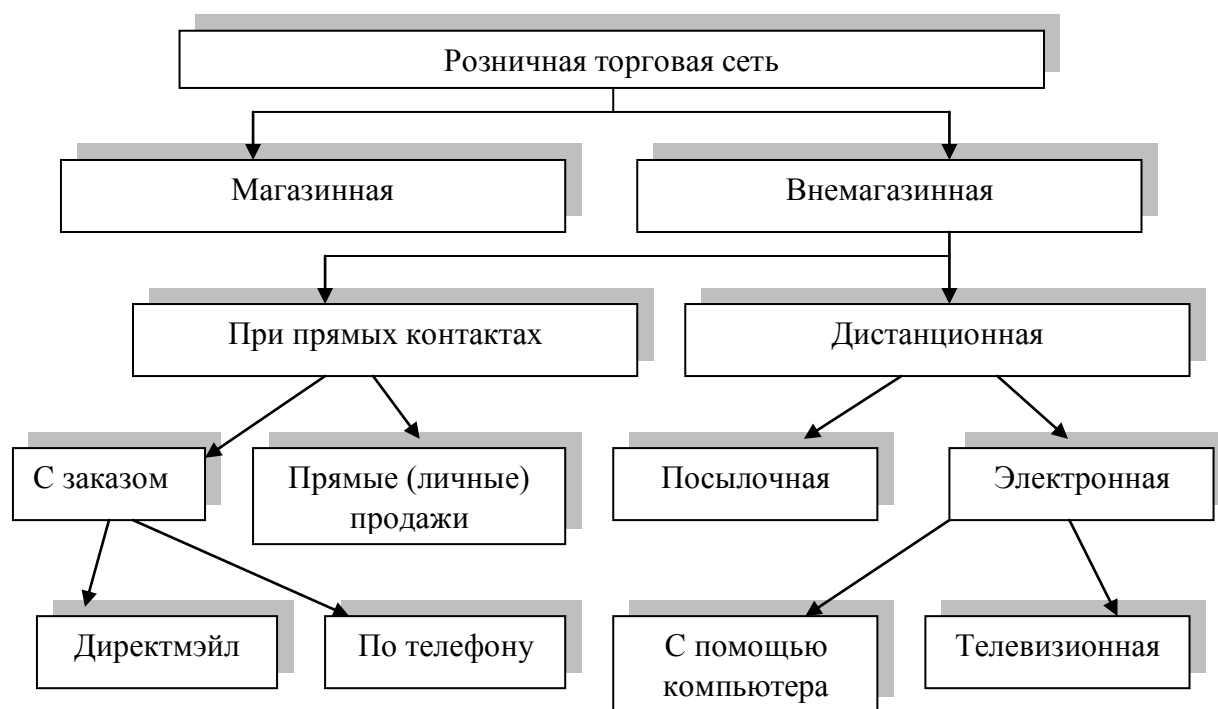 Розничная торговая сеть
Магазинная
Внемагазинная
При прямых контактах
Дистанционная
С заказом
Прямые (личные)
продажи
Посылочная
Электронная
Директмэйл
По телефону
С помощью
компьютера
Телевизионная